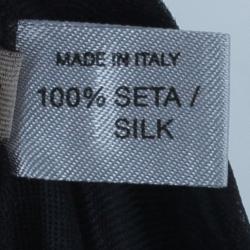 MADE IN ITALY
100% SETA /
SILK